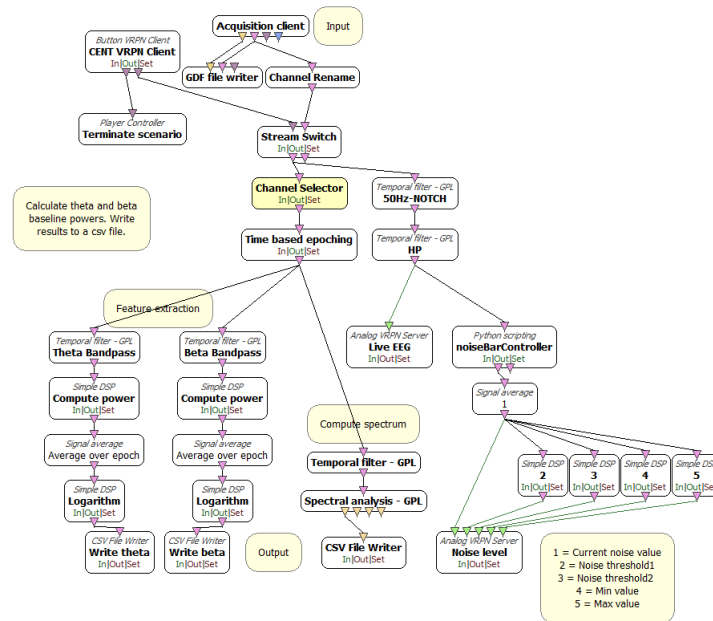 Acquisition client
Input
Button VRPN Client
CENT VRPN Client
In|Out|Set
GDF file writer
Channel Rename
Player Controller
Terminate scenario
Stream Switch
In|Out|Set
Channel Selector
In|Out|Set
Temporal filter - GPL
50Hz-NOTCH
Calculate theta and beta
baseline powers. Write
results to a csv file.
Time based epoching
In|Out|Set
Temporal filter - GPL
HP
In|Out|Set
Feature extraction
Temporal filter - GPL
Theta Bandpass
Temporal filter - GPL
Beta Bandpass
Analog VRPN Server
Live EEG
In|Out|Set
Python scripting
noiseBarController
In|Out|Set
Simple DSP
Compute power
In|Out|Set
Simple DSP
Compute power
In|Out|Set
Signal average
1
Compute spectrum
Signal average
Average over epoch
Signal average
Average over epoch
Temporal filter - GPL
Simple DSP
2
In|Out|Set
Simple DSP
3
In|Out|Set
Simple DSP
4
In|Out|Set
Simple DSP
5
In|Out|Set
Simple DSP
Logarithm
In|Out|Set
Simple DSP
Logarithm
In|Out|Set
Spectral analysis - GPL
CSV File Writer
Write theta
In|Out|Set
CSV File Writer
Write beta
In|Out|Set
Output
CSV File Writer
In|Out|Set
Analog VRPN Server
Noise level
In|Out|Set
1 = Current noise value
2 = Noise threshold1
3 = Noise threshold2
4 = Min value
5 = Max value